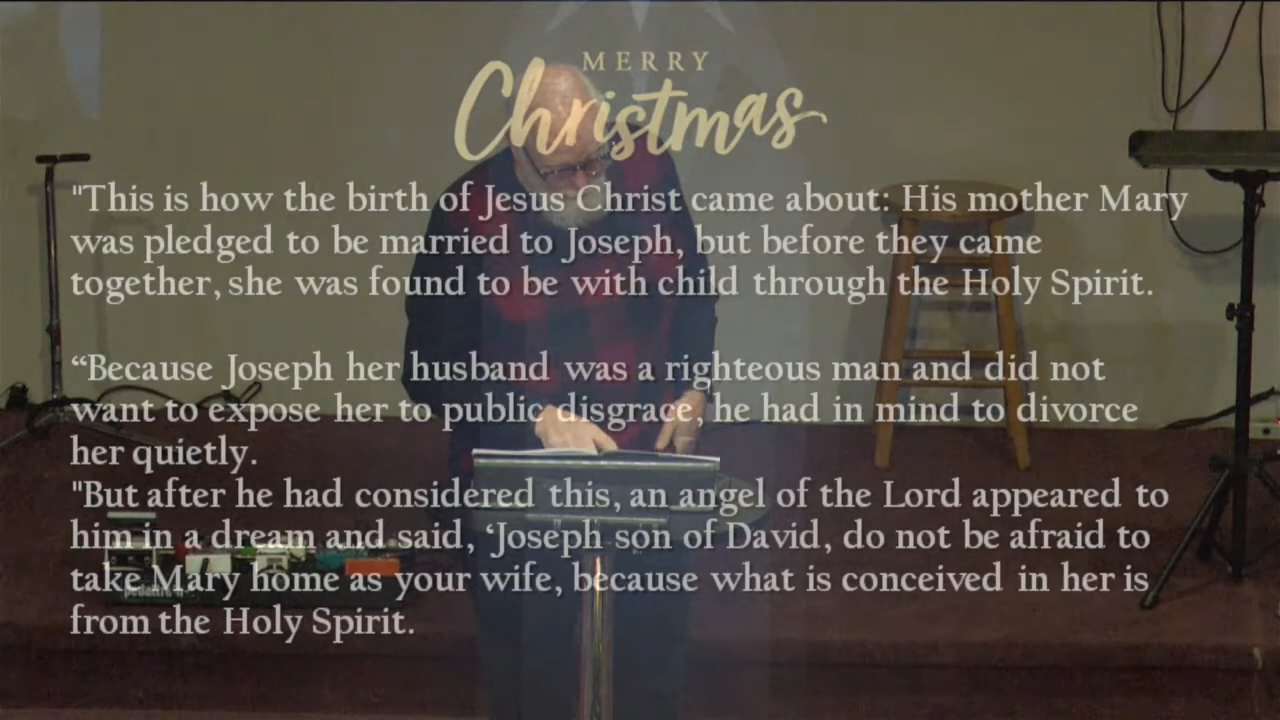 MERRY
Christmas
"This is how the birth of Jesus Christ came about: His mother Mary
was pledged to be married to Joseph, but before they came
together, she was found to be with child through the Holy Spirit.
“Because Joseph her husband was a righteous man and did not
want to expose her to public disgrace, he had in mind to divorce
her quietly.
"But after he had considered this, an angel of the Lord appeared to
him in a dream and said, ‘Joseph son of David, do not be afraid to
take Mary home as your wife, because what is conceived in her is
from the Holy Spirit.